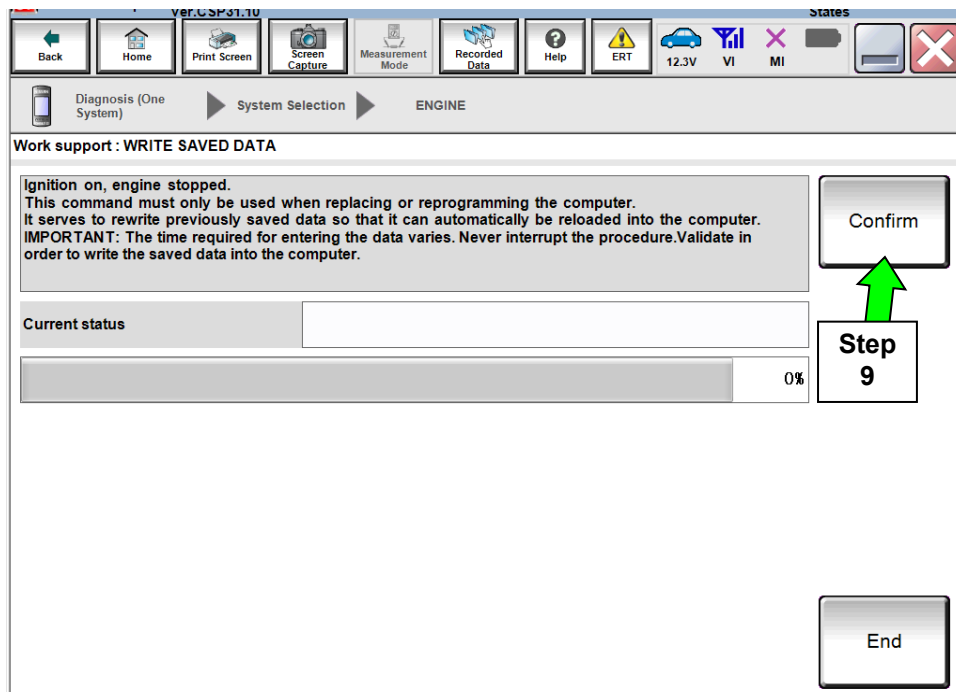 Ver.CSP31.10
States
Back
Home
Print Screen
Screen
Capture
Measurement
Mode
Recorded
Data
Help
ERT
12.3V
VI
MI
Diagnosis (One
System)
System Selection
ENGINE
Work support : WRITE SAVED DATA
Ignition on, engine stopped.
This command must only be used when replacing or reprogramming the computer.
It serves to rewrite previously saved data so that it can automatically be reloaded into the computer.
IMPORTANT: The time required for entering the data varies. Never interrupt the procedure.Validate in
order to write the saved data into the computer.
Confirm
Current status
Step
9
0%
End